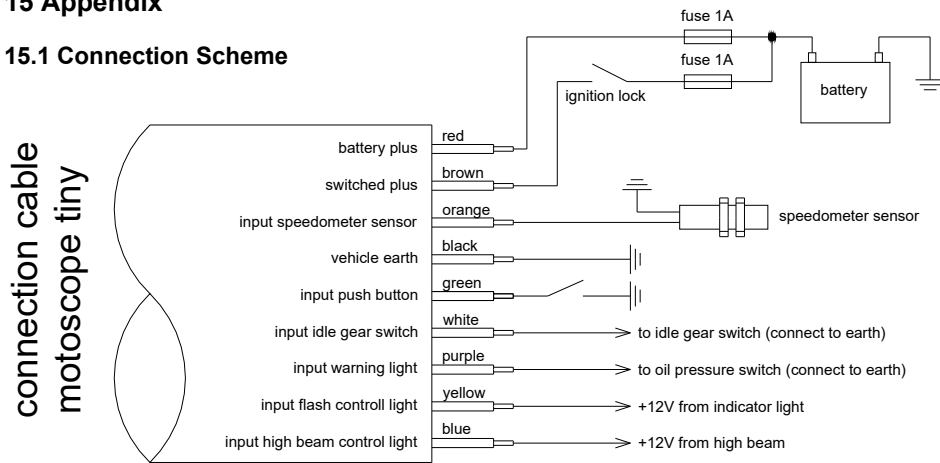 15 Appendix
15.1 Connection Scheme
fuse 1A
fuse 1A
ignition lock
battery
connection cable
motoscope tiny
battery plus
red
switched plus
brown
input speedometer sensor
orange
speedometer sensor
vehicle earth
black
input push button
green
input idle gear switch
white
to idle gear switch (connect to earth)
input warning light
purple
to oil pressure switch (connect to earth)
input flash controll light
yellow
+12V from indicator light
input high beam control light
blue
+12V from high beam